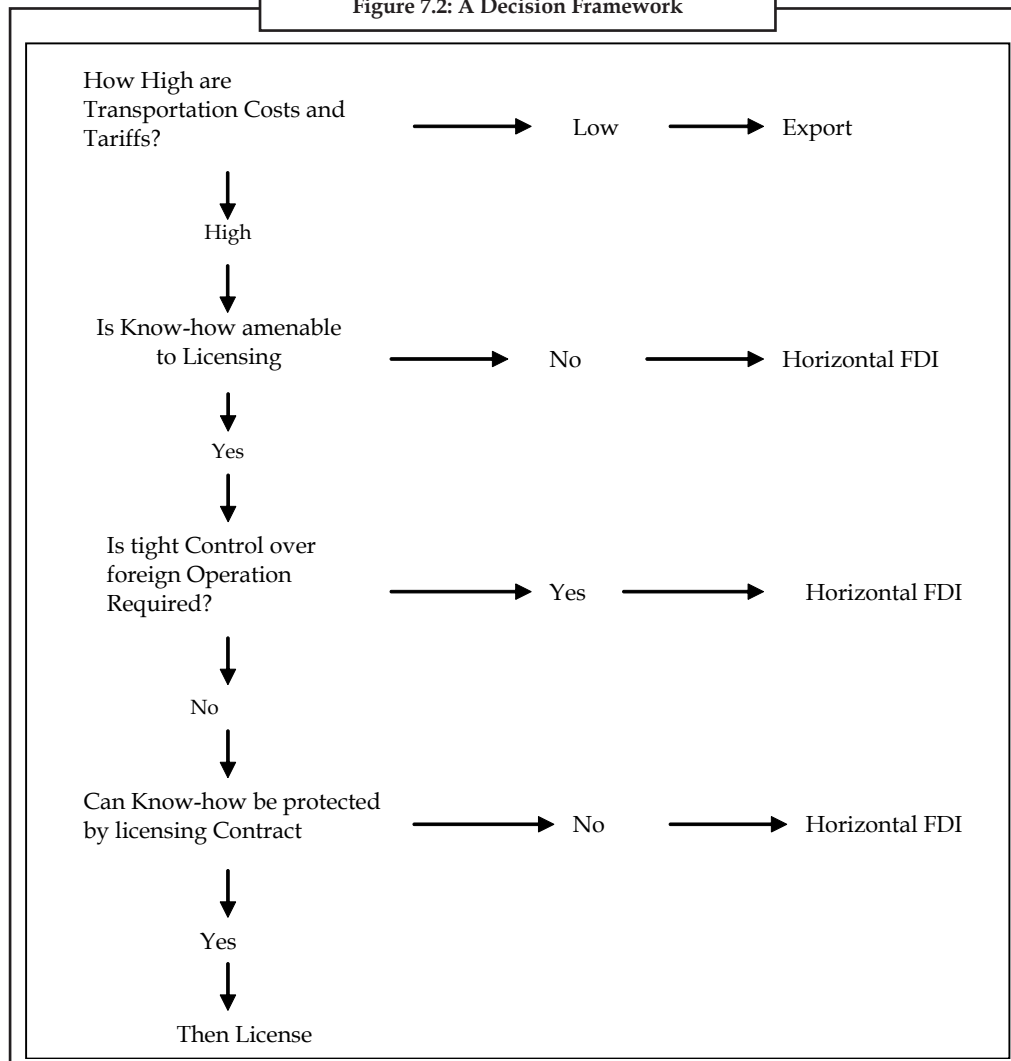 Figure 7.2: A Decision Framework
How High are
Transportation Costs and
Tariffs?
Low
Export
High
Is Know-how amenable
to Licensing
No
Horizontal FDI
Yes
Is tight Control over
foreign Operation
Required?
Yes
Horizontal FDI
No
Can Know-how be protected
by licensing Contract
No
Horizontal FDI
Yes
Then License